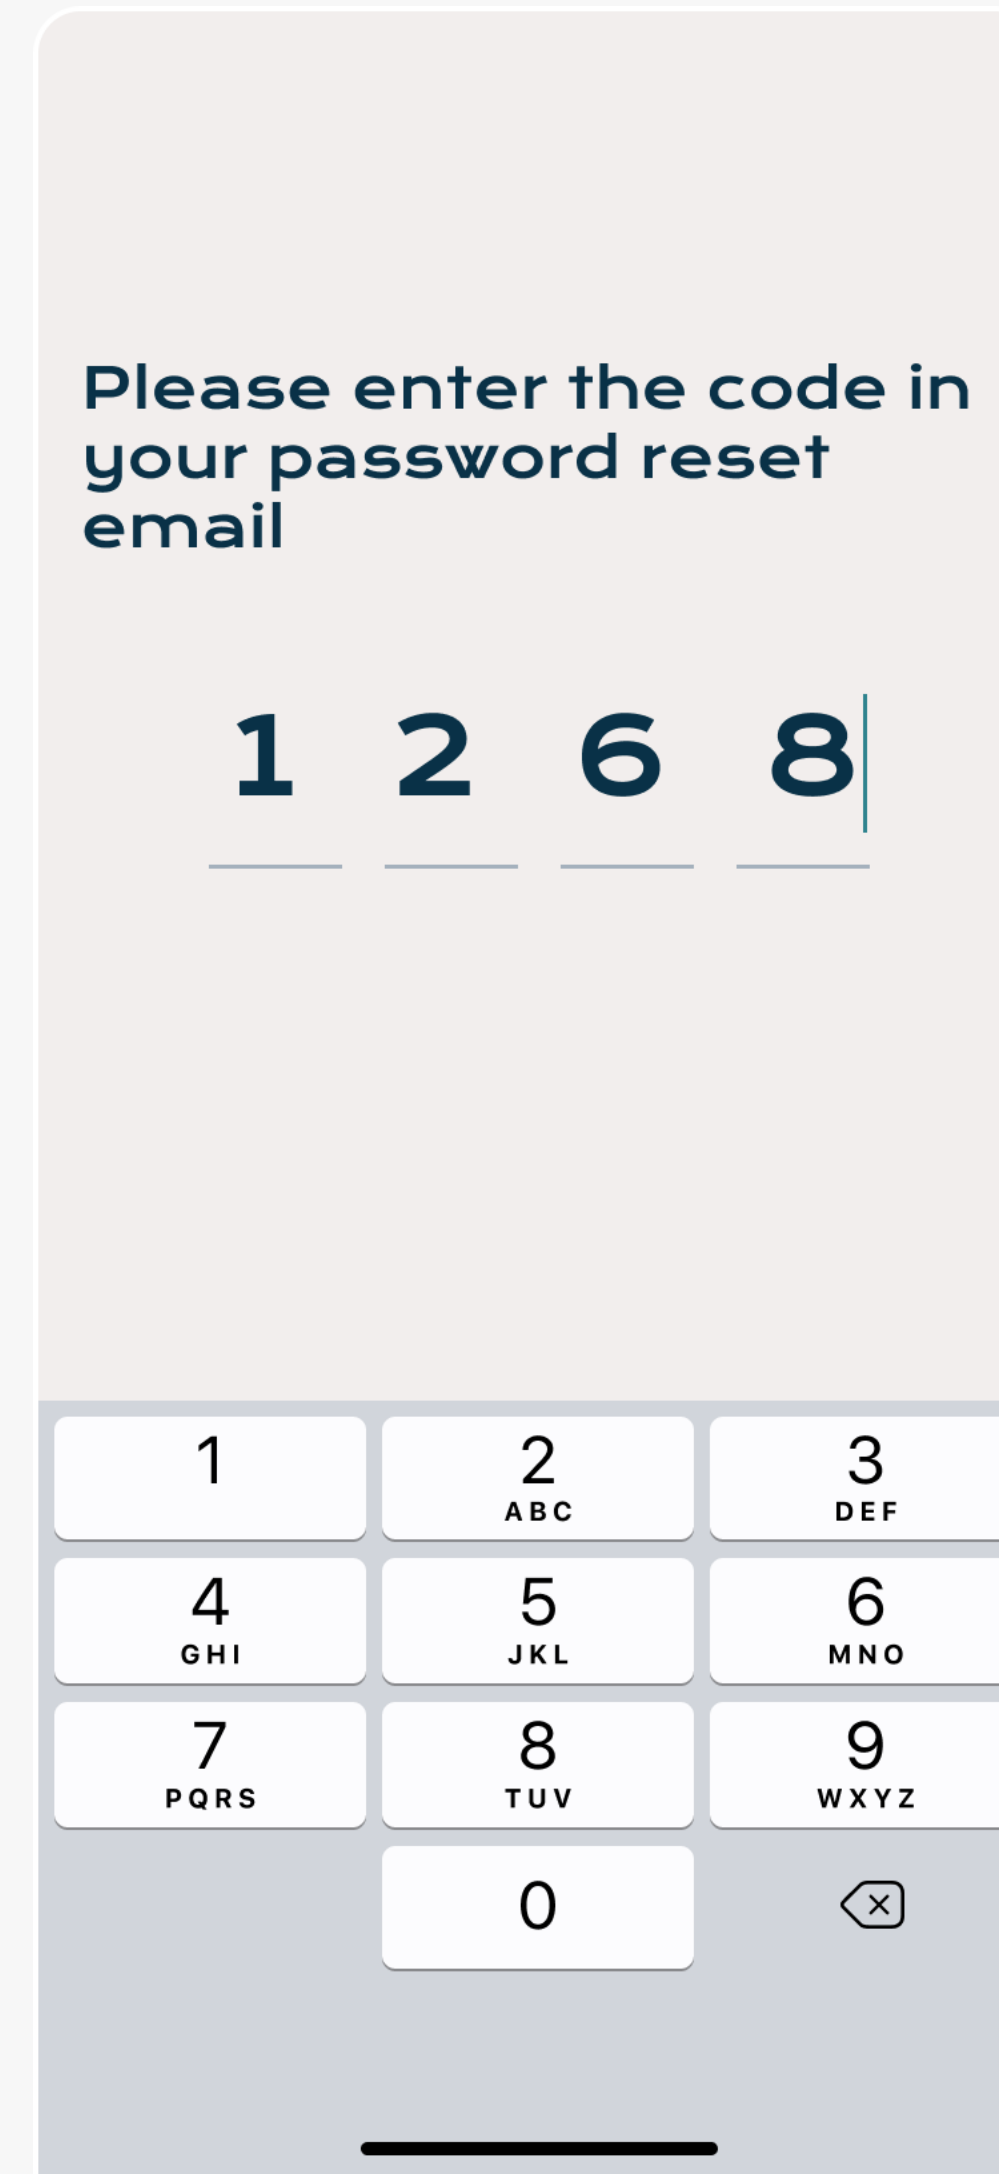 Please enter the code in
your password reset
email
1 2 6 8
1 2 3
ABC DEF
4 5 6
GHI JKL MNO
7 8 9
PQRS TUV WXYZ
0